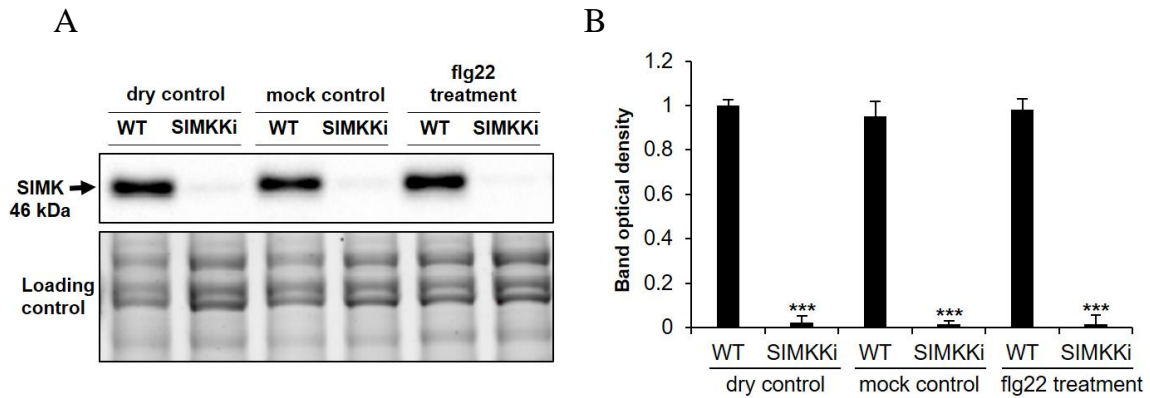 A
dry control
mock control
flg22
treatment
WT
SIMKKi
WT
SIMKKi
WT
SIMKKi
SIMK
46 kDa
Loading
control
B
Band optical density
1.2
1
0.8
0.6
0.4
0.2
0
***
***
***
WT
SIMKKi
WT
SIMKKi
WT
SIMKKi
dry control
mock control
flg22 treatment